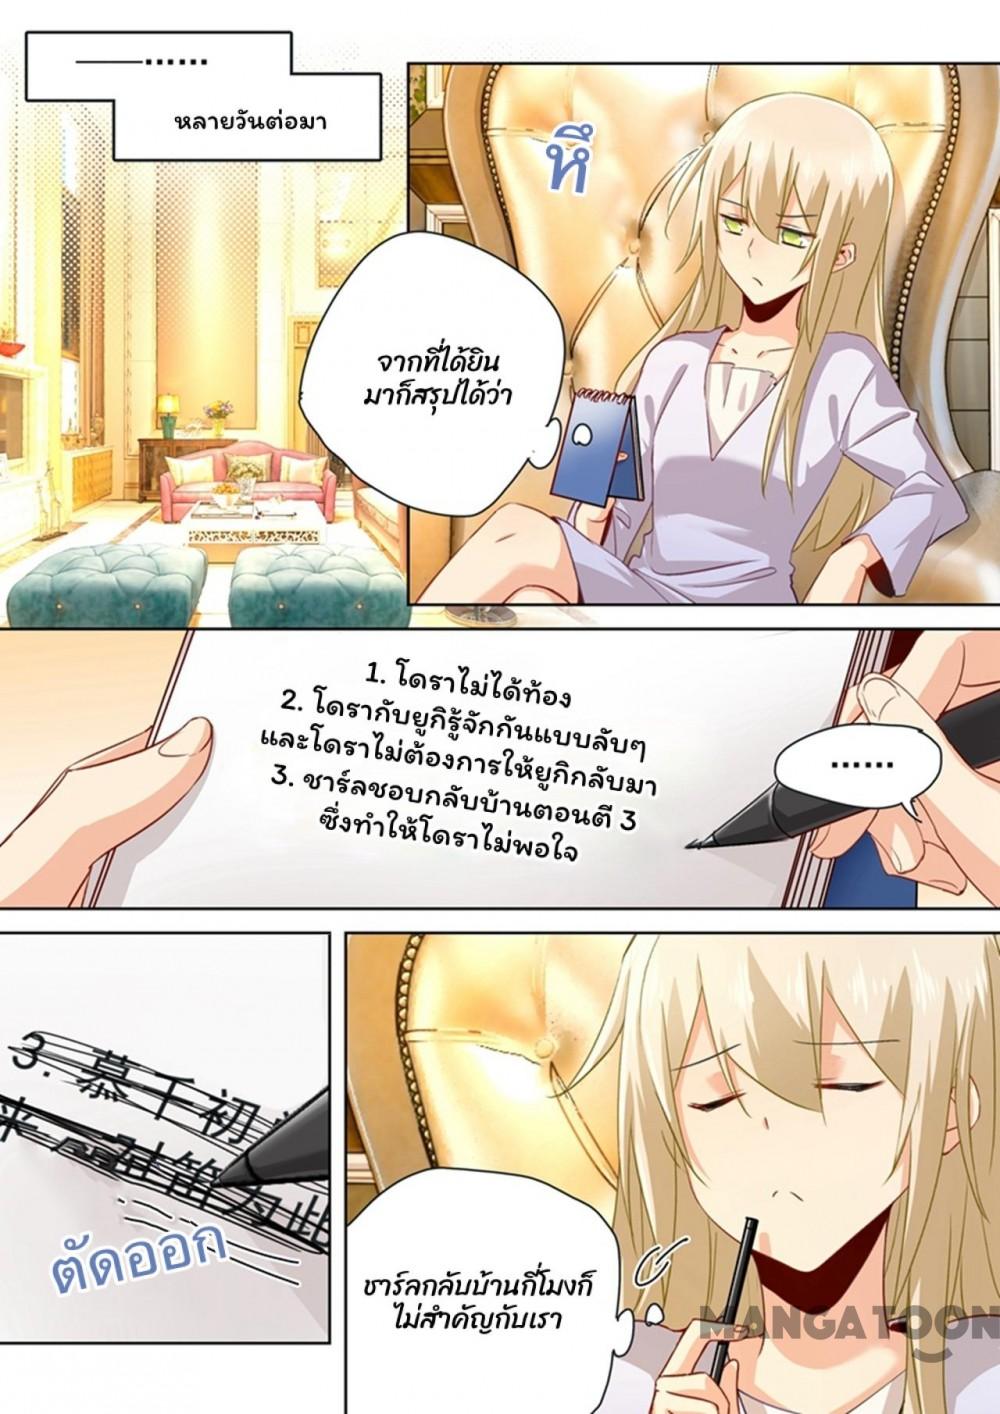 ———······
หลายวันต่อมา
หึ
จากที่ได้ยิน
มาก็สรุปได้ว่า
1. โดราไม่ได้ท้อง
2. โดรากับยูกิรู้จักกันแบบลับๆ
และโดราไม่ต้องการให้ยูกิกลับมา
3. ชาร์ลชอบกลับบ้านตอนตี 3
ซึ่งทำให้โดราไม่พอใจ
······
3. 慕千初
来
笛为此
ตัดออก
ชาร์ลกลับบ้านกี่โมงก็
ไม่สำคัญกับเรา
MANGATOON